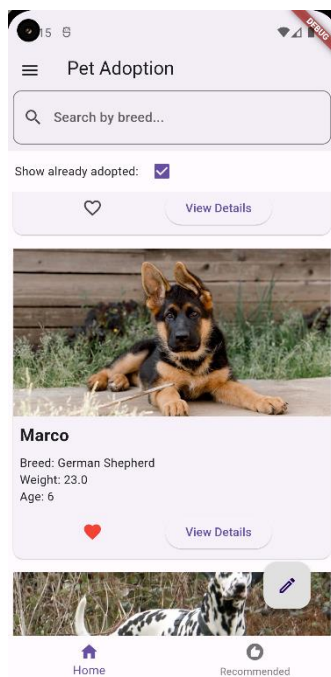 15
DEBUG
Pet Adoption
Search by breed...
Show already adopted:
View Details
Marco
Breed: German Shepherd
Weight: 23.0
Age: 6
View Details
Home
Recommended